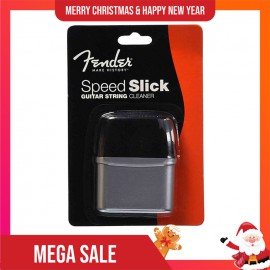 MERRY CHRISTMAS & HAPPY NEW YEAR
Fender
MAKE HISTORY
Speed Slick
GUITAR STRING CLEANER
MEGA SALE